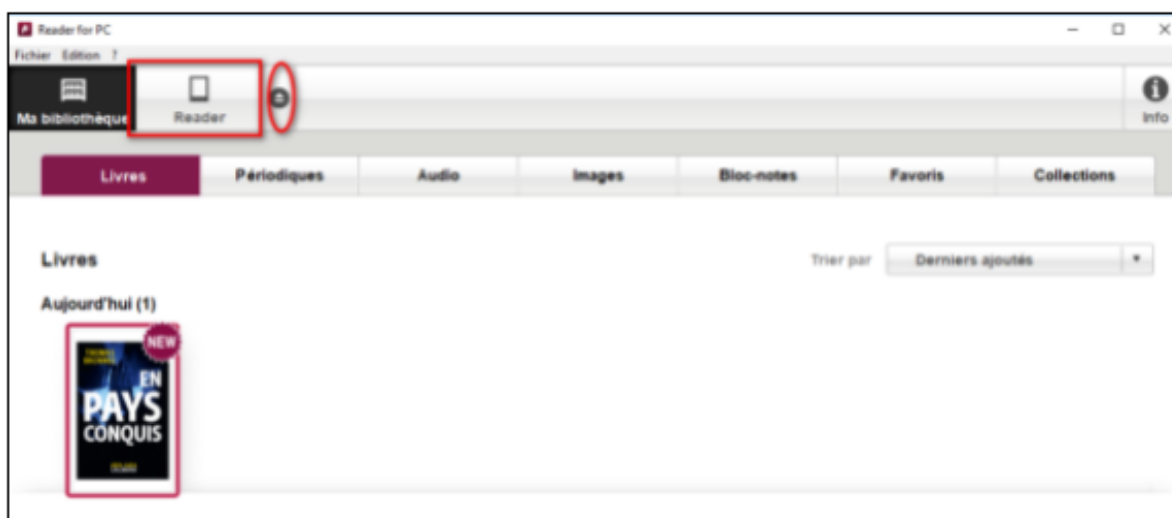 Reader for PC
Fichier Edition ?
Ma bibliothèque Reader Info
Livres Périodiques Audio Images Bloc-notes Favoris Collections
Livres Trier par Derniers ajoutés
Aujourd'hui (1)
NEW
EN
PAYS
CONQUIS